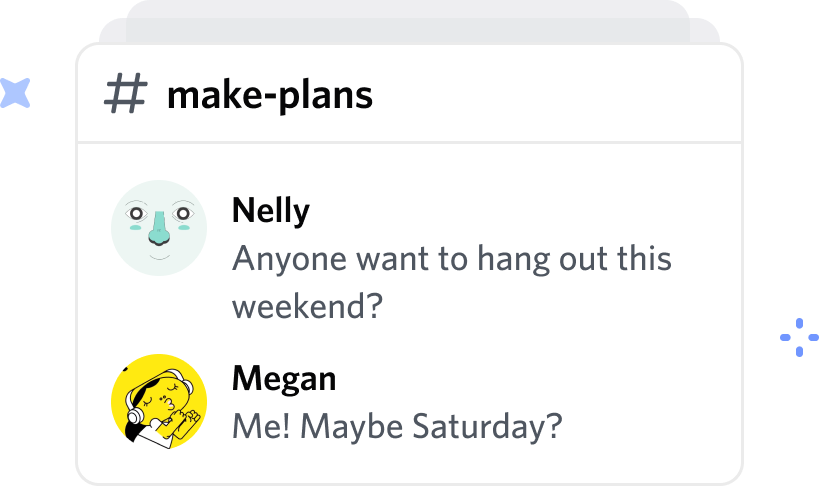 # make-plans
Nelly
Anyone want to hang out this
weekend?
Megan
Me! Maybe Saturday?